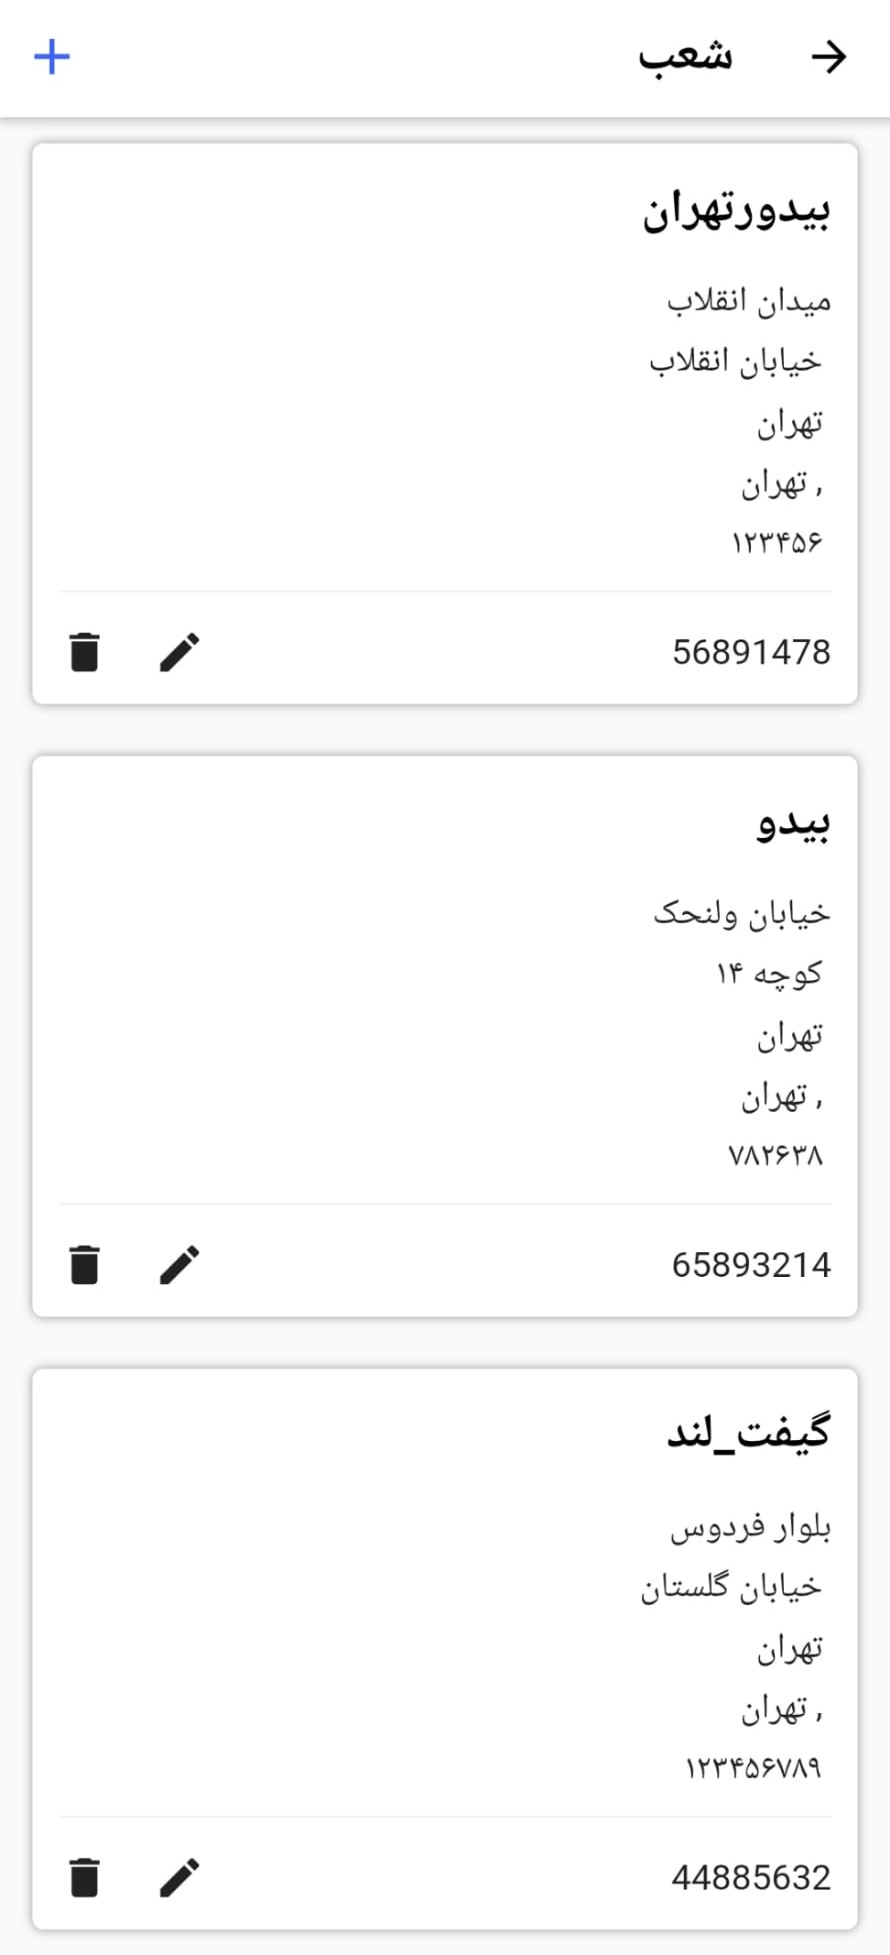 شعب
بیدورتهران
میدان انقلاب
خیابان انقلاب
تهران
, تهران
۱۲۳۴۵۶
56891478
بیدو
خیابان ولنحک
کوچه ۱۴
تهران
, تهران
۷۸۲۶۳۸
65893214
گیفت_لند
بلوار فردوس
خیابان گلستان
تهران
, تهران
۱۲۳۴۵۶۷۸۹
44885632